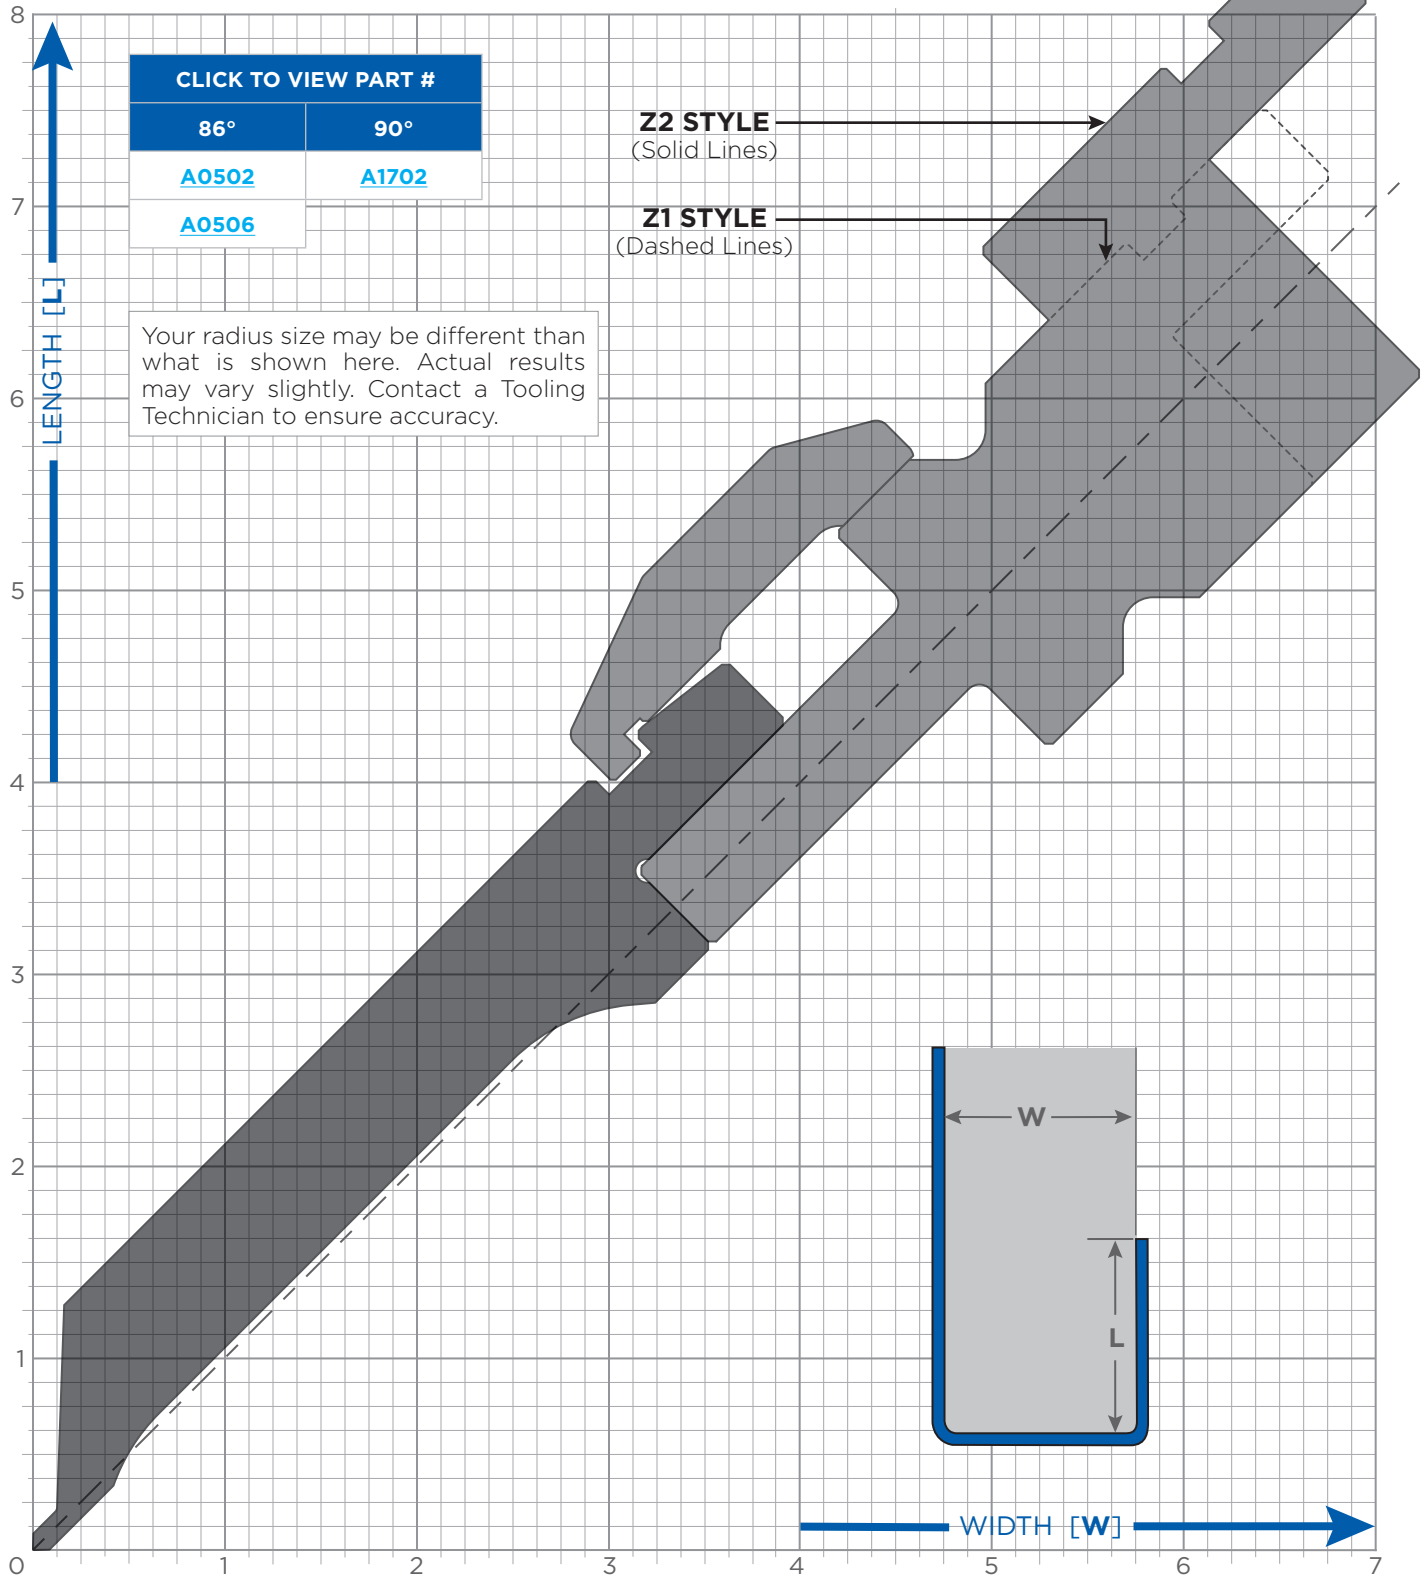 8
CLICK TO VIEW PART #
86° 90°
A0502 A1702
A0506
Z2 STYLE
(Solid Lines)
7
Z1 STYLE
(Dashed Lines)
LENGTH [L]
Your radius size may be different than
what is shown here. Actual results
may vary slightly. Contact a Tooling
Technician to ensure accuracy.
6
5
4
3
W
2
L
1
WIDTH [W]
0 1 2 3 4 5 6 7